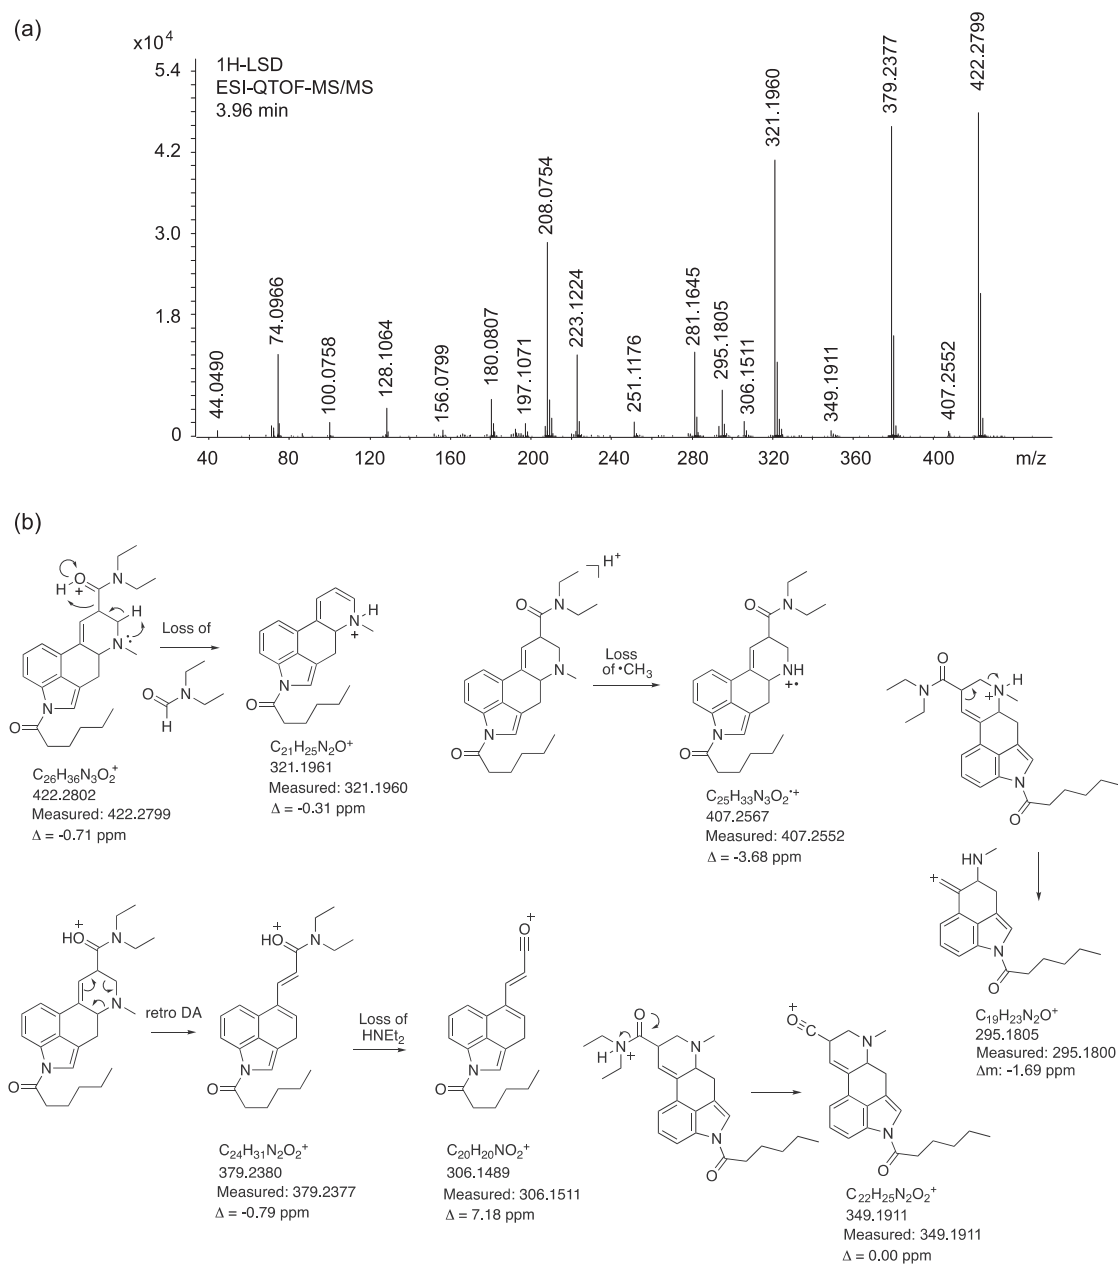 (a)
x10⁴
5.4
4.2
3.0
1.8
0
1H-LSD
ESI-QTOF-MS/MS
3.96 min
44.0490
74.0966
100.0758
128.1064
156.0799
180.0807
197.1071
208.0754
223.1224
251.1176
281.1645
295.1805
306.1511
321.1960
349.1911
379.2377
407.2552
422.2799
40 80 120 160 200 240 280 320 360 400 m/z
(b)
H O + N
H
N
N
O
C₂₆H₃₆N₃O₂⁺
422.2802
Measured: 422.2799
Δ = -0.71 ppm
Loss of
O N
H
N H
+
N
O
C₂₁H₂₅N₂O⁺
321.1961
Measured: 321.1960
Δ = -0.31 ppm
H⁺
O N
N
N
O
Loss
of •CH₃
O N
NH
+•
N
O
C₂₅H₃₃N₃O₂•⁺
407.2567
Measured: 407.2552
Δ = -3.68 ppm
O
N
N H
+
N
O
HN
+
N
O
C₁₉H₂₃N₂O⁺
295.1805
Measured: 295.1800
Δm: -1.69 ppm
+
HO N
N
N
O
retro DA
+
HO N
N
O
C₂₄H₃₁N₂O₂⁺
379.2380
Measured: 379.2377
Δ = -0.79 ppm
Loss of
HNEt₂
+
O
N
O
C₂₀H₂₀NO₂⁺
306.1489
Measured: 306.1511
Δ = 7.18 ppm
O
H N +
N
N
O
+
O C
N
N
O
C₂₂H₂₅N₂O₂⁺
349.1911
Measured: 349.1911
Δ = 0.00 ppm